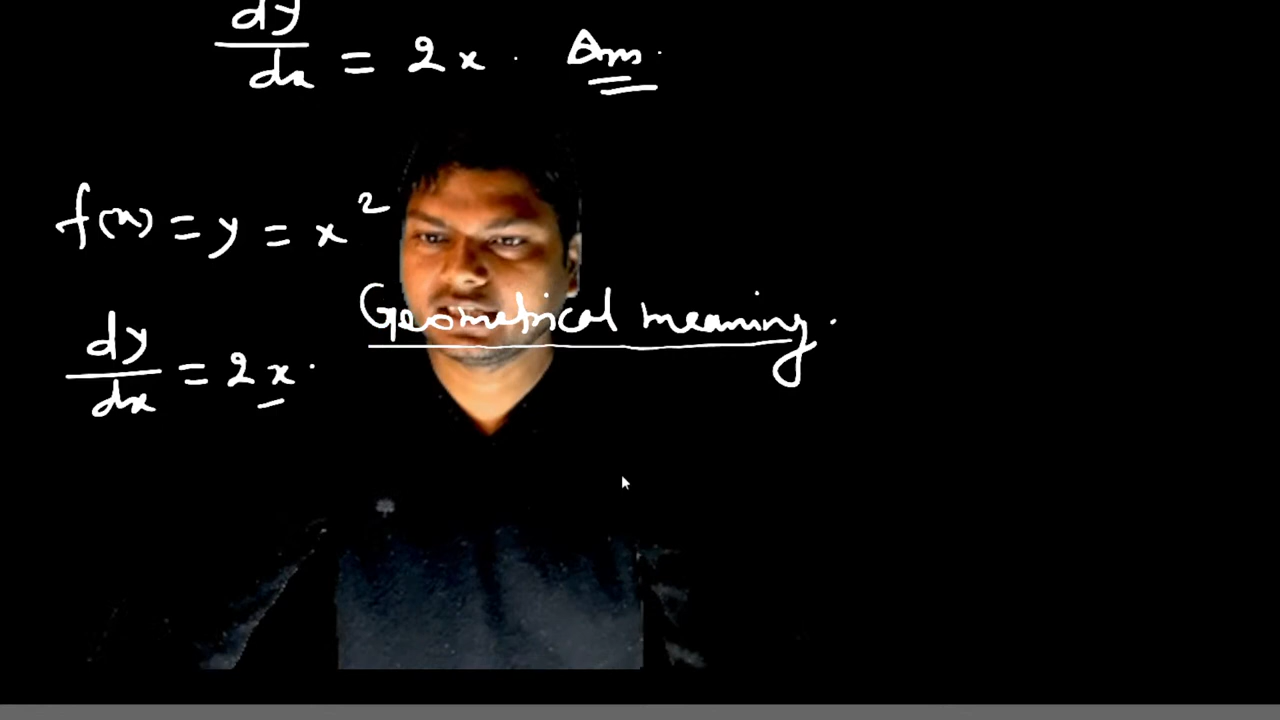 dy/dx = 2x. Ans.
f(x) = y = x²
Geometrical meaning.
dy/dx = 2x.